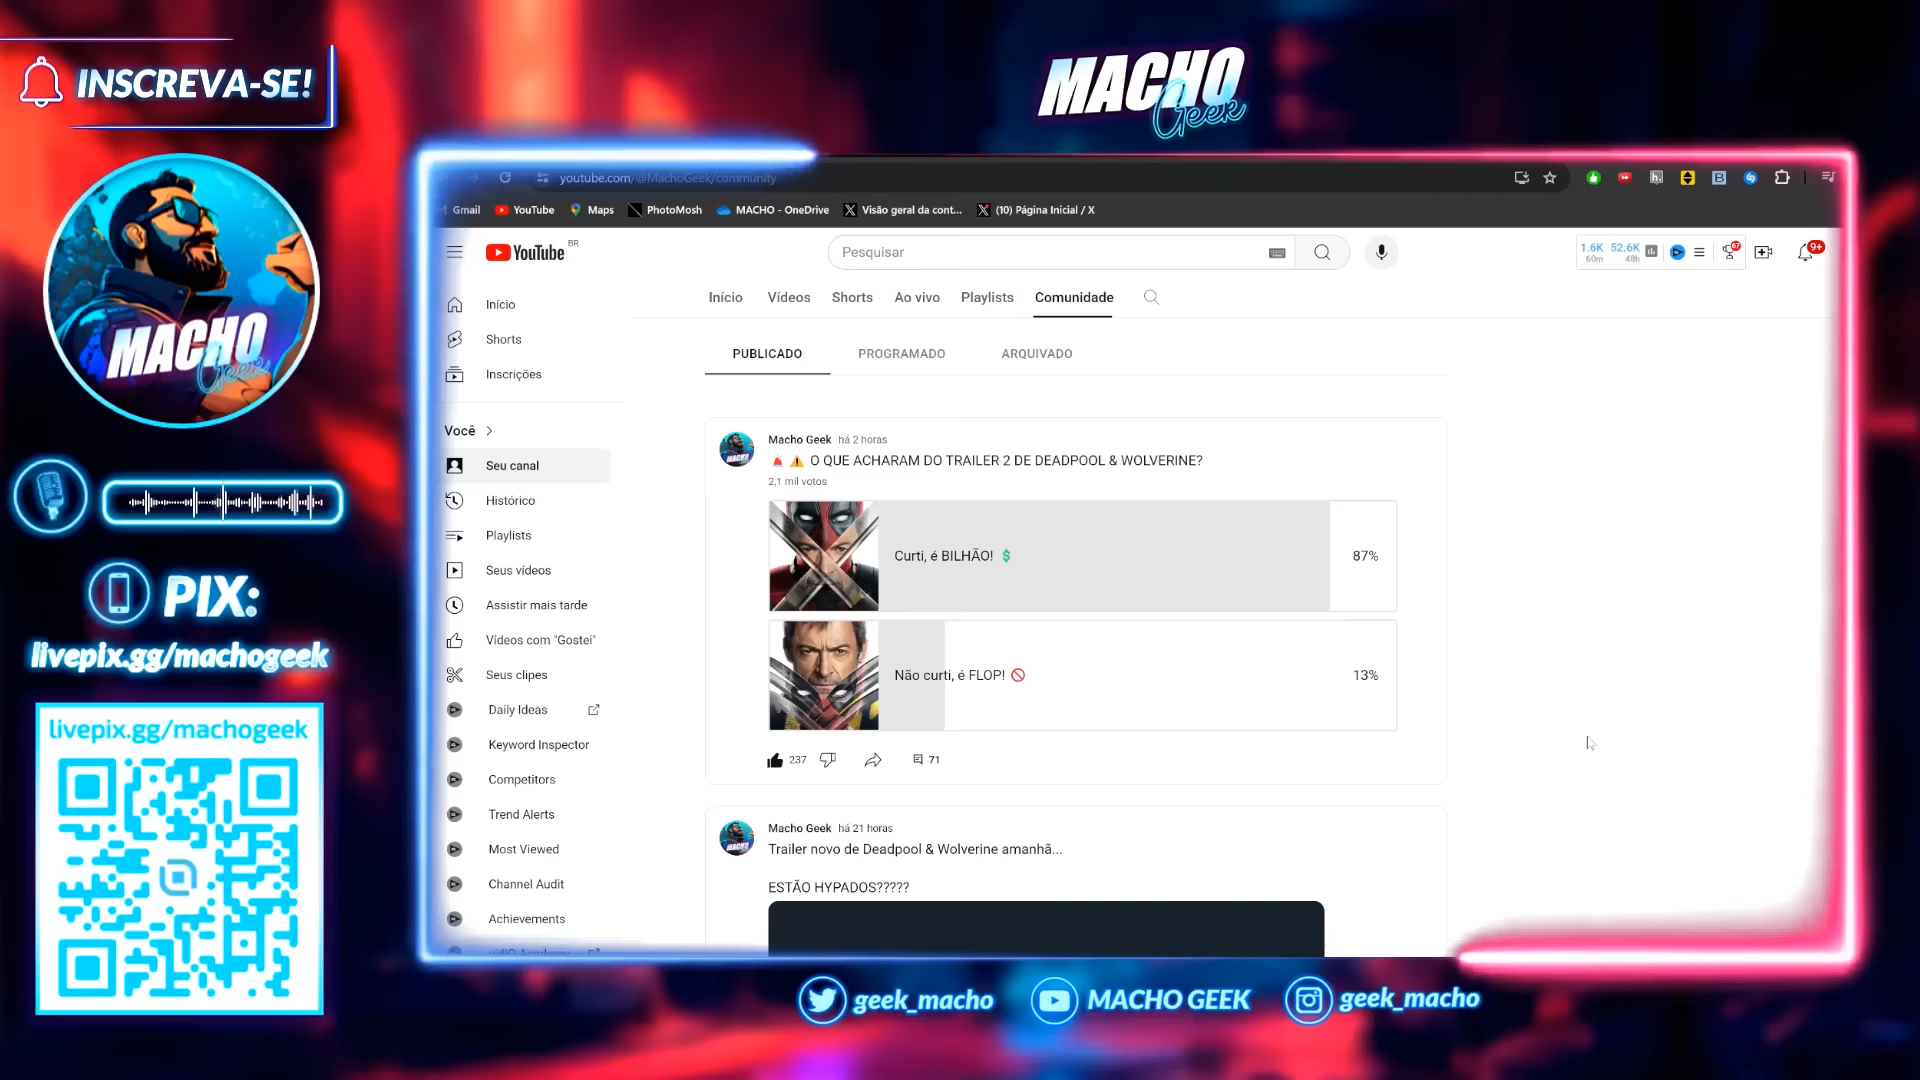 INSCREVA-SE!
MACHO
Geek
MACHO
Geek
PIX:
livepix.gg/machogeek
livepix.gg/machogeek
youtube.com/@MachoGeek/community
Gmail
YouTube
Maps
PhotoMosh
MACHO - OneDrive
Visão geral da cont...
(10) Página Inicial / X
YouTube BR
Pesquisar
1.6K 52.6K
60m 48h
67
9+
Início
Shorts
Inscrições
Você
Seu canal
Histórico
Playlists
Seus vídeos
Assistir mais tarde
Vídeos com "Gostei"
Seus clipes
Daily Ideas
Keyword Inspector
Competitors
Trend Alerts
Most Viewed
Channel Audit
Achievements
vidIQ Academy
Início Vídeos Shorts Ao vivo Playlists Comunidade
PUBLICADO PROGRAMADO ARQUIVADO
Macho Geek há 2 horas
🚨 ⚠️ O QUE ACHARAM DO TRAILER 2 DE DEADPOOL & WOLVERINE?
2,1 mil votos
Curti, é BILHÃO! 💲 87%
Não curti, é FLOP! 🚫 13%
237 71
Macho Geek há 21 horas
Trailer novo de Deadpool & Wolverine amanhã...
ESTÃO HYPADOS?????
geek_macho
MACHO GEEK
geek_macho